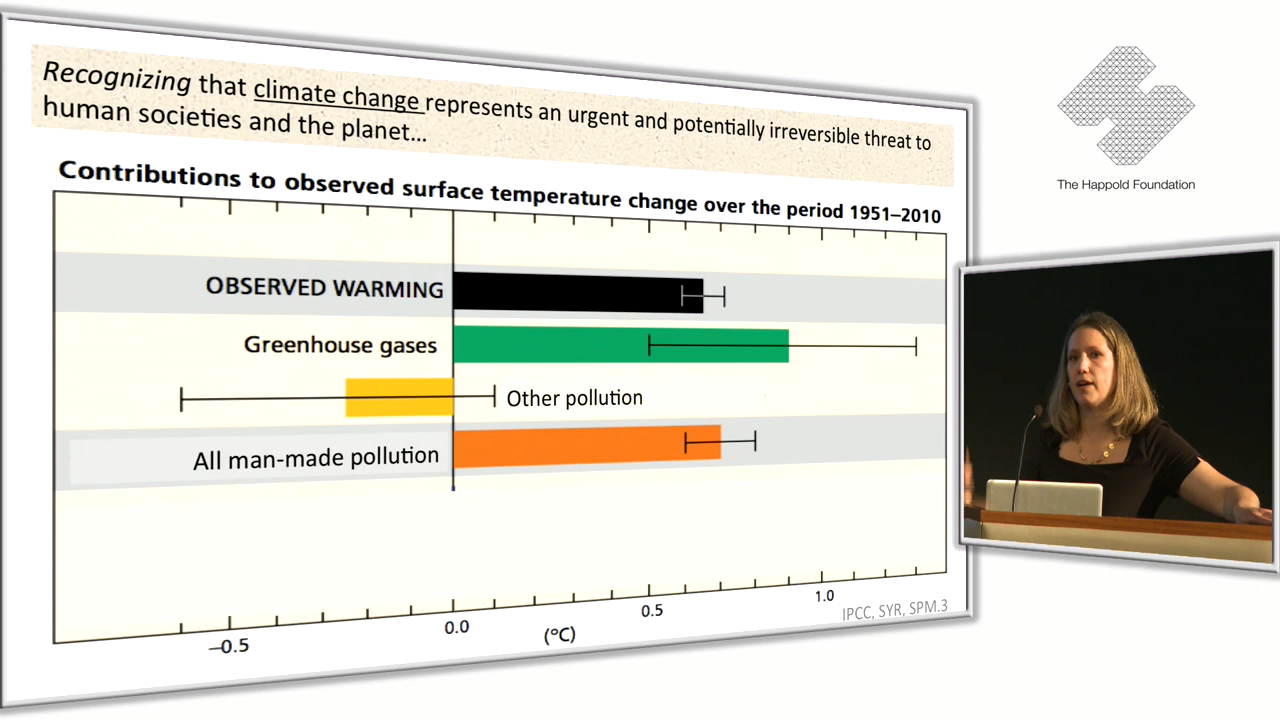 Recognizing that climate change represents an urgent and potentially irreversible threat to
human societies and the planet...
The Happold Foundation
Contributions to observed surface temperature change over the period 1951–2010
OBSERVED WARMING
Greenhouse gases
Other pollution
All man-made pollution
–0.5
0.0
0.5
1.0
(°C)
IPCC, SYR, SPM.3